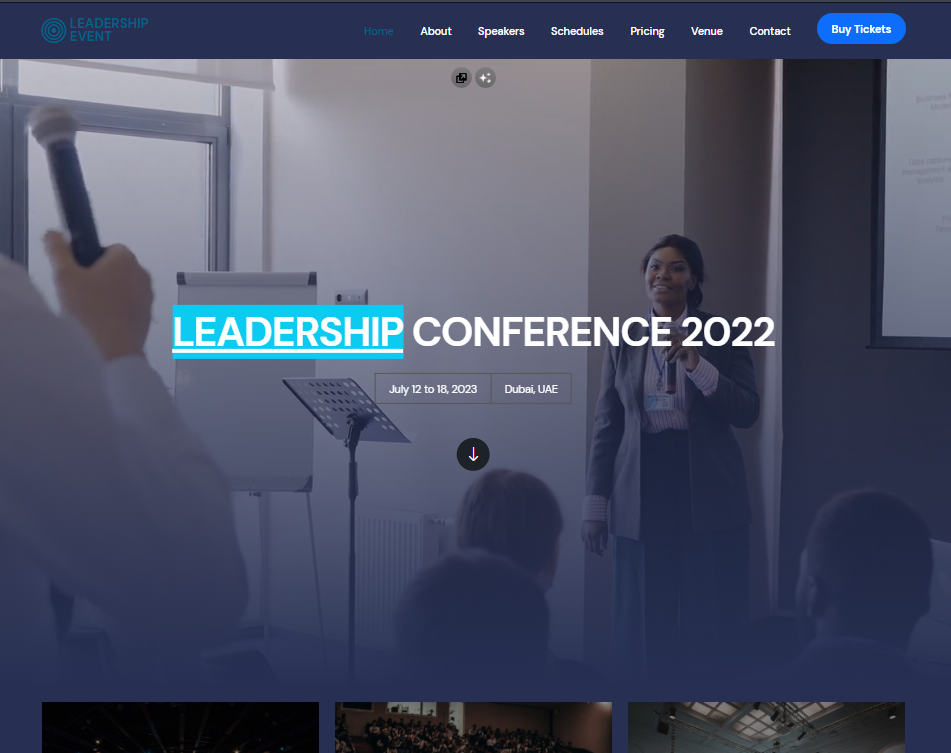 LEADERSHIP
EVENT
Home About Speakers Schedules Pricing Venue Contact Buy Tickets
LEADERSHIP CONFERENCE 2022
July 12 to 18, 2023 Dubai, UAE